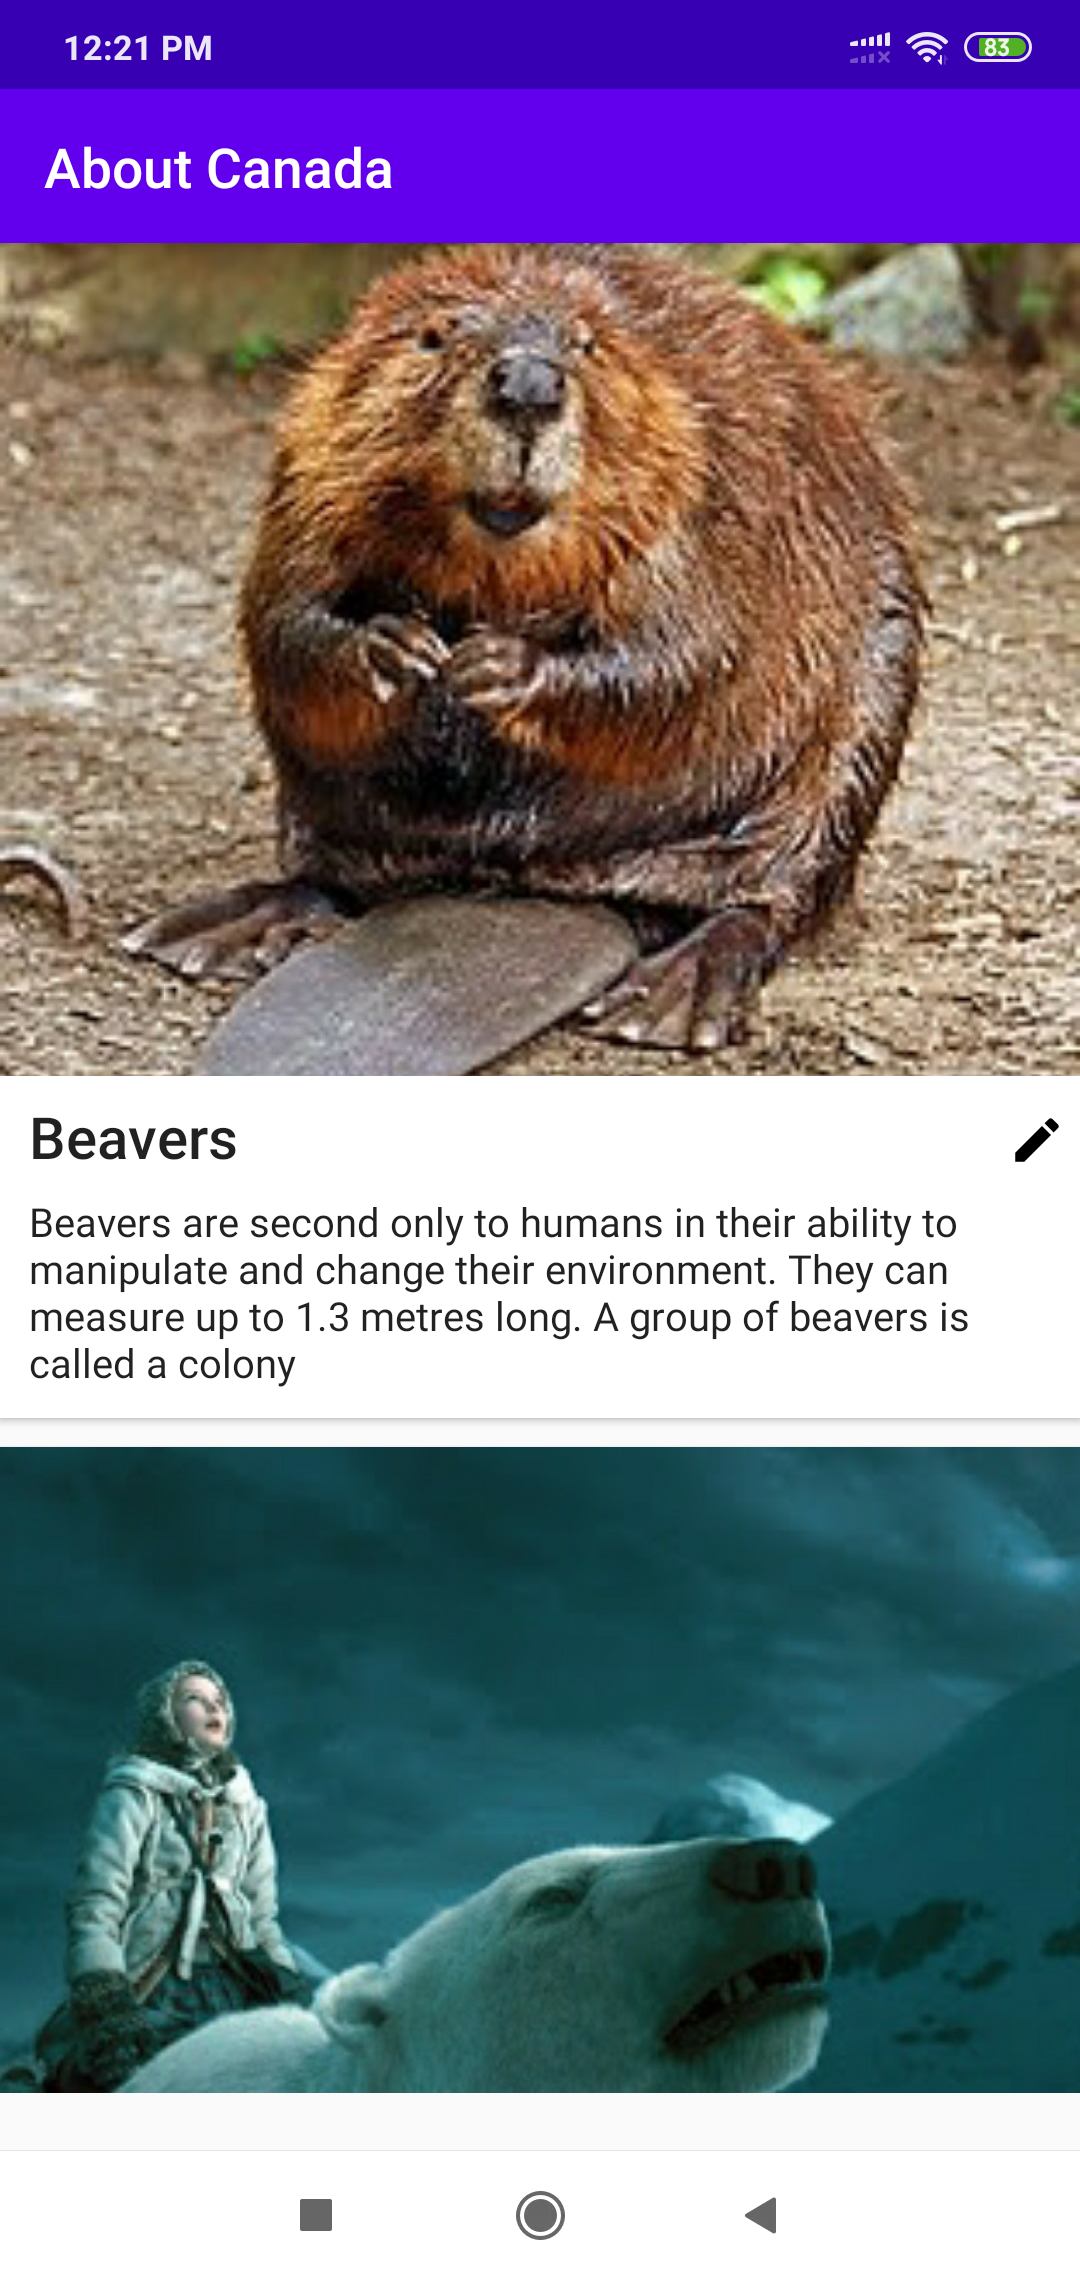 12:21 PM
83
About Canada
Beavers
Beavers are second only to humans in their ability to
manipulate and change their environment. They can
measure up to 1.3 metres long. A group of beavers is
called a colony